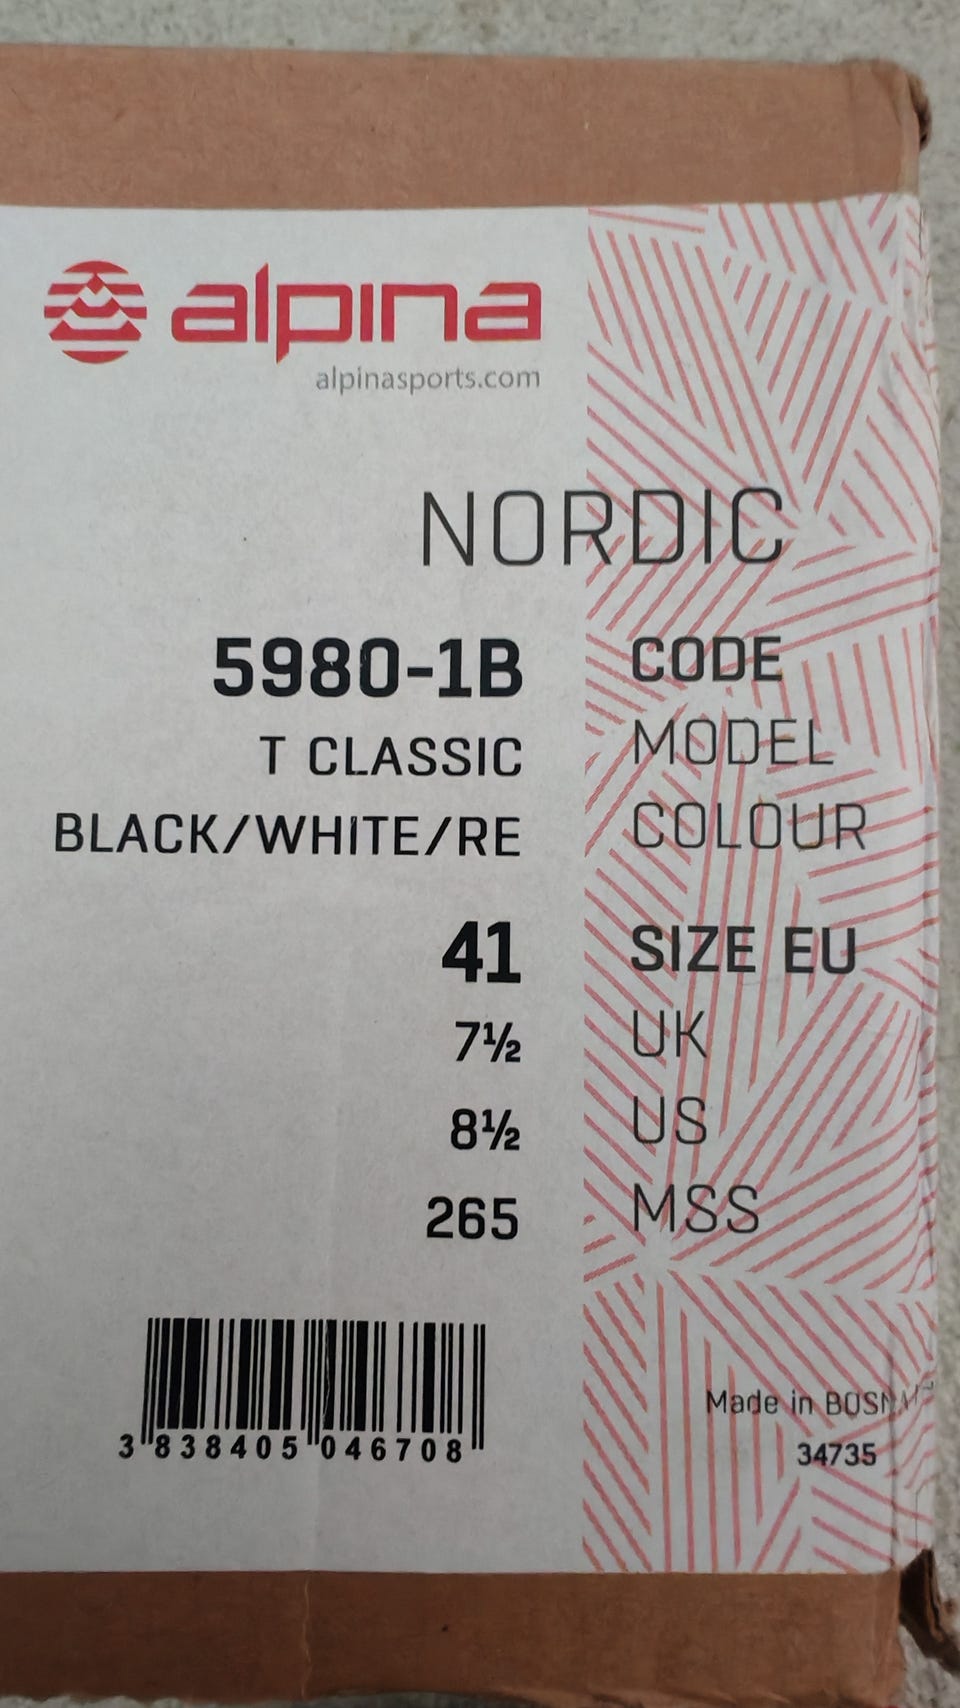 alpina
alpinasports.com
NORDIC
5980-1B CODE
T CLASSIC MODEL
BLACK/WHITE/RE COLOUR
41 SIZE EU
7½ UK
8½ US
265 MSS
Made in
34735
3 838405 046708